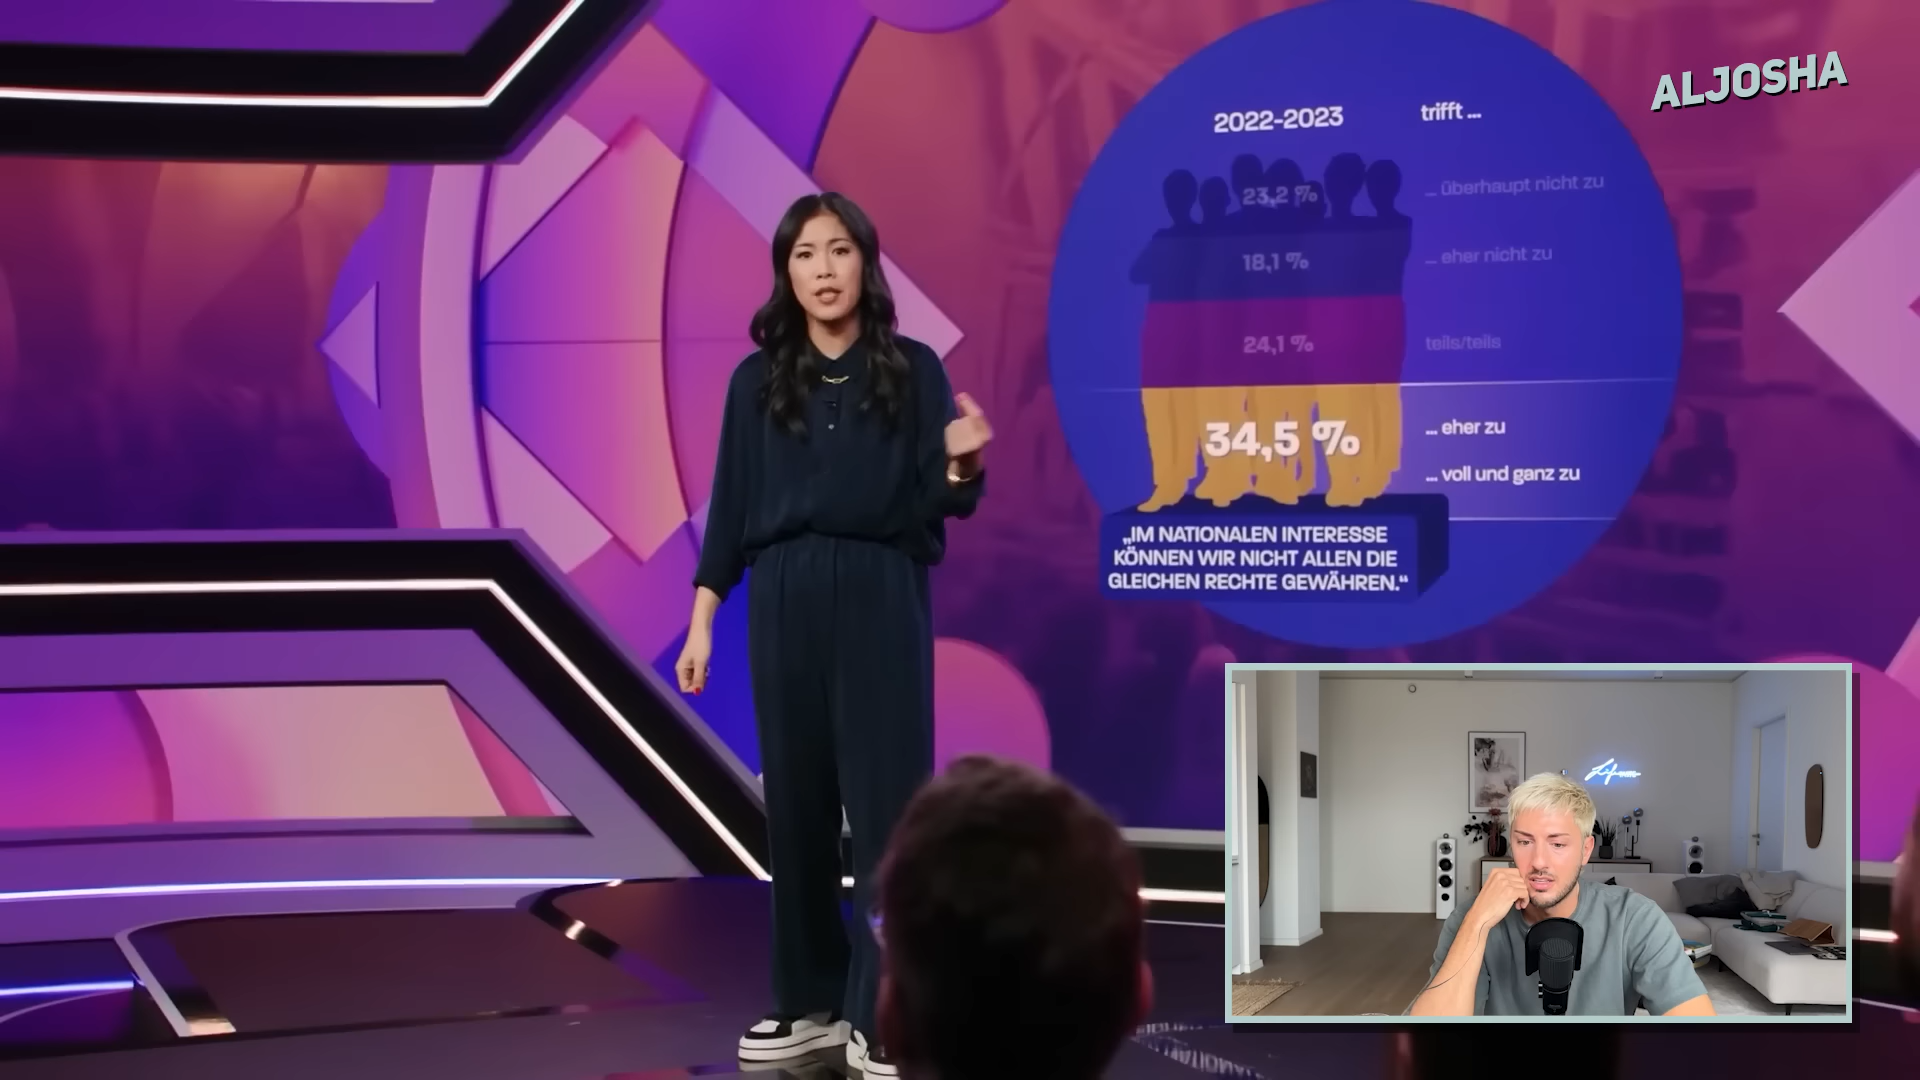 ALJOSHA
2022-2023
trifft ...
23,2 %
... überhaupt nicht zu
18,1 %
... eher nicht zu
24,1 %
teils/teils
34,5 %
... eher zu
... voll und ganz zu
„IM NATIONALEN INTERESSE
KÖNNEN WIR NICHT ALLEN DIE
GLEICHEN RECHTE GEWÄHREN.“